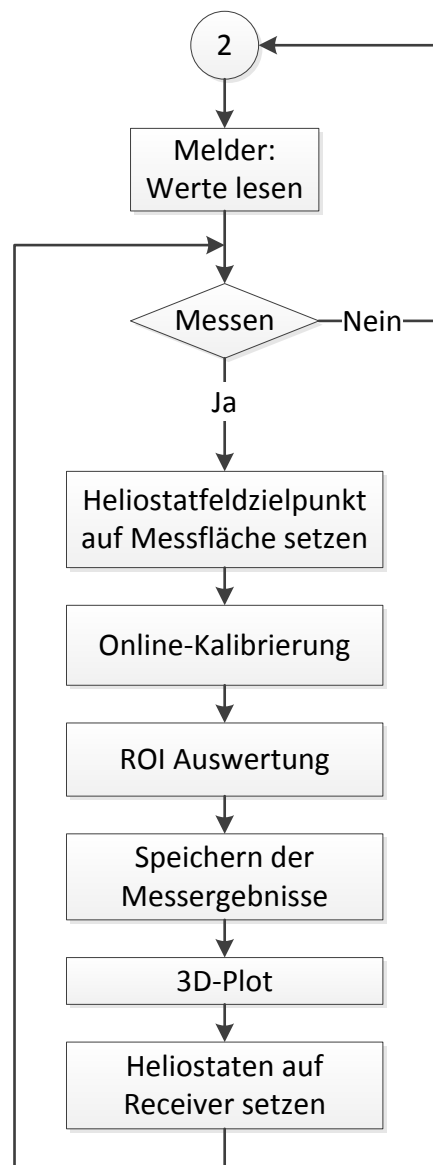 2
Melder:
Werte lesen
Messen
Nein
Ja
Heliostatfeldzielpunkt
auf Messfläche setzen
Online-Kalibrierung
ROI Auswertung
Speichern der
Messergebnisse
3D-Plot
Heliostaten auf
Receiver setzen